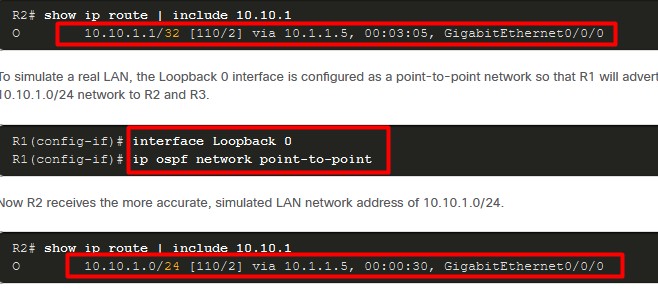 R2# show ip route | include 10.10.1
O 10.10.1.1/32 [110/2] via 10.1.1.5, 00:03:05, GigabitEthernet0/0/0
To simulate a real LAN, the Loopback 0 interface is configured as a point-to-point network so that R1 will advert
10.10.1.0/24 network to R2 and R3.
R1(config-if)# interface Loopback 0
R1(config-if)# ip ospf network point-to-point
Now R2 receives the more accurate, simulated LAN network address of 10.10.1.0/24.
R2# show ip route | include 10.10.1
O 10.10.1.0/24 [110/2] via 10.1.1.5, 00:00:30, GigabitEthernet0/0/0